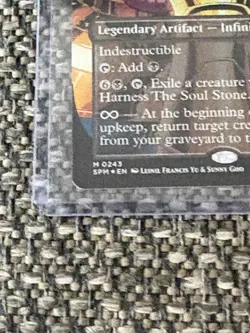 Legendary Artifact — Infini
Indestructible
: Add .
6, , Exile a creature
Harness The Soul Stone.
∞ — At the beginning
upkeep, return target cre
from your graveyard to t
M 0243
SPM ★ EN Leinil Francis Yu & Sunny Gho